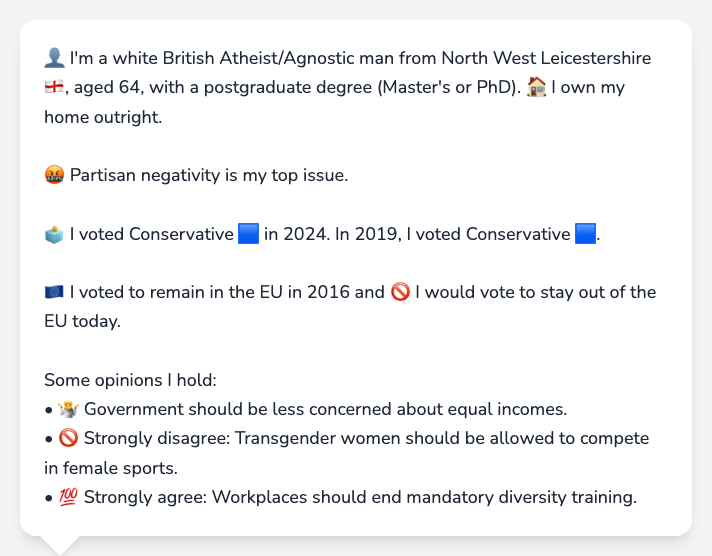 👤 I'm a white British Atheist/Agnostic man from North West Leicestershire
🏴󠁧󠁢󠁥󠁮󠁧󠁿, aged 64, with a postgraduate degree (Master's or PhD). 🏠 I own my
home outright.
🤬 Partisan negativity is my top issue.
🗳️ I voted Conservative 🟦 in 2024. In 2019, I voted Conservative 🟦.
🇪🇺 I voted to remain in the EU in 2016 and 🚫 I would vote to stay out of the
EU today.
Some opinions I hold:
• 🤷 Government should be less concerned about equal incomes.
• 🚫 Strongly disagree: Transgender women should be allowed to compete
in female sports.
• 💯 Strongly agree: Workplaces should end mandatory diversity training.